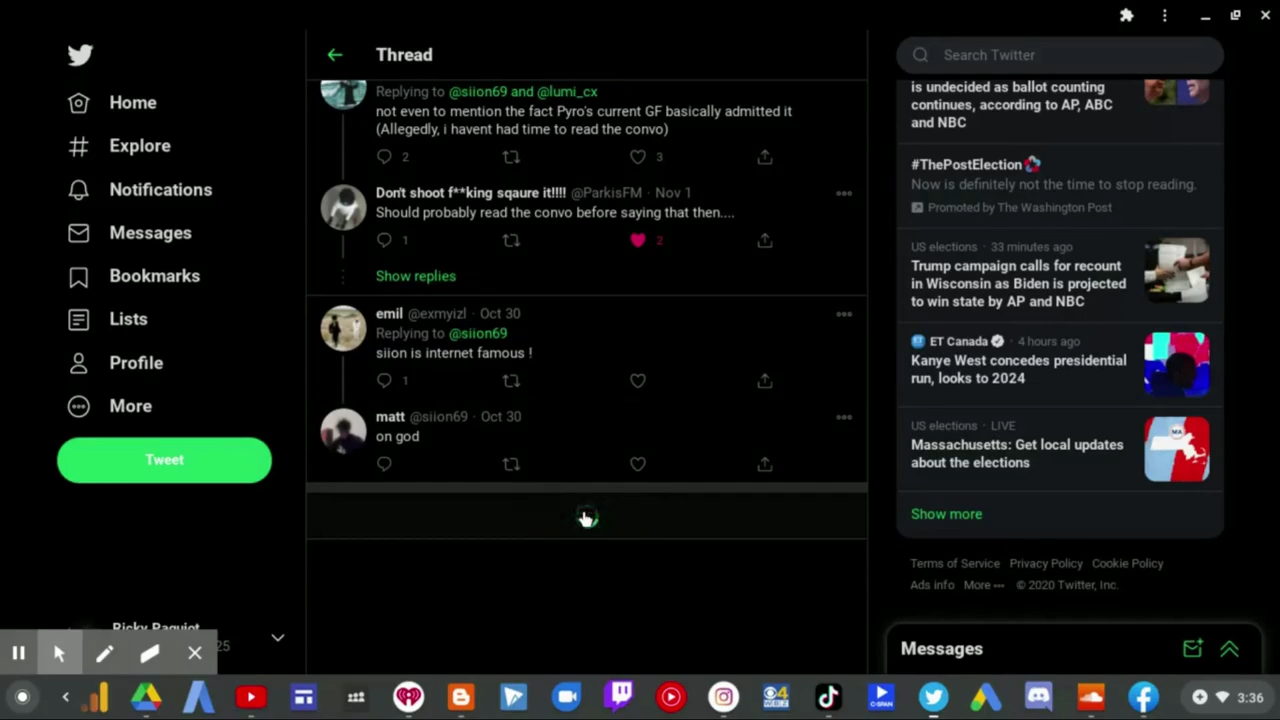 Thread
Search Twitter
Home
Explore
Notifications
Messages
Bookmarks
Lists
Profile
More
Tweet
Replying to @siion69 and @lumi_cx
not even to mention the fact Pyro's current GF basically admitted it
(Allegedly, i havent had time to read the convo)
2
3
Don't shoot f**king sqaure it!!!! @ParkisFM · Nov 1
Should probably read the convo before saying that then....
1
2
Show replies
emil @exmyizl · Oct 30
Replying to @siion69
siion is internet famous !
1
matt @siion69 · Oct 30
on god
is undecided as ballot counting
continues, according to AP, ABC
and NBC
#ThePostElection
Now is definitely not the time to stop reading.
Promoted by The Washington Post
US elections · 33 minutes ago
Trump campaign calls for recount
in Wisconsin as Biden is projected
to win state by AP and NBC
ET Canada · 4 hours ago
Kanye West concedes presidential
run, looks to 2024
US elections · LIVE
Massachusetts: Get local updates
about the elections
MA
Show more
Terms of Service Privacy Policy Cookie Policy
Ads info More ••• © 2020 Twitter, Inc.
25
Messages
3:36